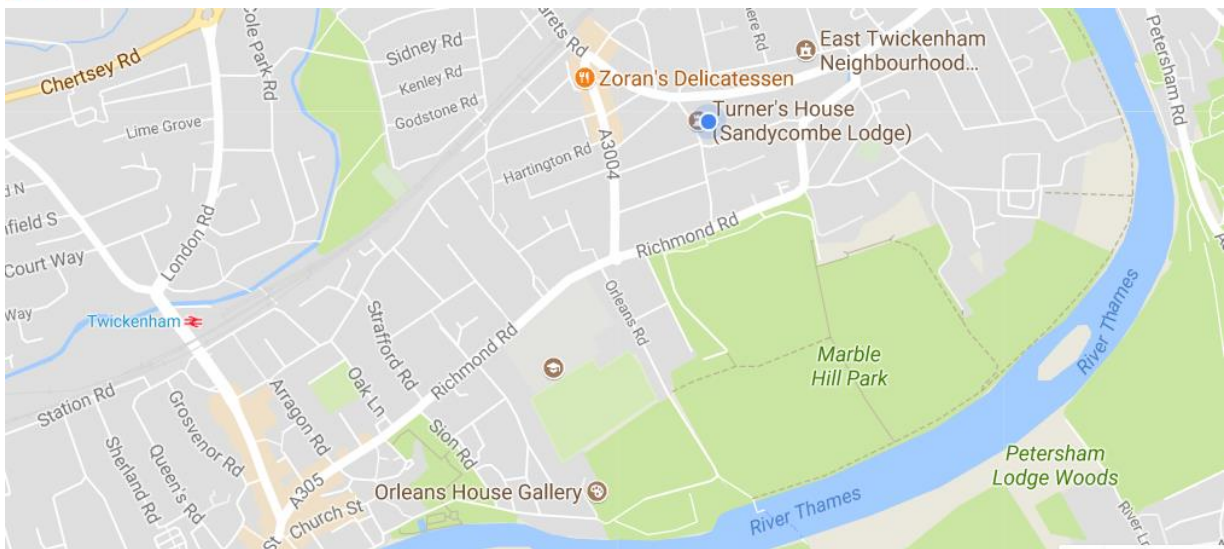 Cole Park Rd
Sidney Rd
Chertsey Rd
Kenley Rd
Godstone Rd
Lime Grove
Zoran's Delicatessen
East Twickenham
Neighbourhood...
Turner's House
(Sandycombe Lodge)
Petersham Rd
Hartington Rd
A3004
London Rd
Court Way
Way
Richmond Rd
Orleans Rd
Twickenham
Strafford Rd
Richmond Rd
Marble
Hill Park
River Thames
Station Rd
Oak Ln
Arragon Rd
Grosvenor Rd
Queen's Rd
Sherland Rd
Sion Rd
Petersham
Lodge Woods
Orleans House Gallery
A305
Church St
St
River Thames